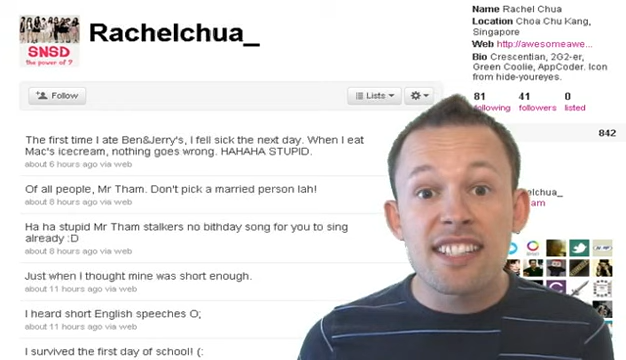 Name Rachel Chua
Location Choa Chu Kang,
Singapore
Web http://awesomeawe...
Bio Crescentian, 2G2-er,
Green Coolie, AppCoder. Icon
from hide-youreyes.
SNSD
the power of 9
Rachelchua_
Follow
Lists
81 41 0
following followers listed
842
The first time I ate Ben&Jerry's, I fell sick the next day. When I eat
Mac's icecream, nothing goes wrong. HAHAHA STUPID.
about 6 hours ago via web
Of all people, Mr Tham. Don't pick a married person lah!
about 8 hours ago via web
Ha ha stupid Mr Tham stalkers no bithday song for you to sing
already :D
about 8 hours ago via web
Just when I thought mine was short enough.
about 11 hours ago via web
I heard short English speeches O;
about 11 hours ago via web
I survived the first day of school! (: